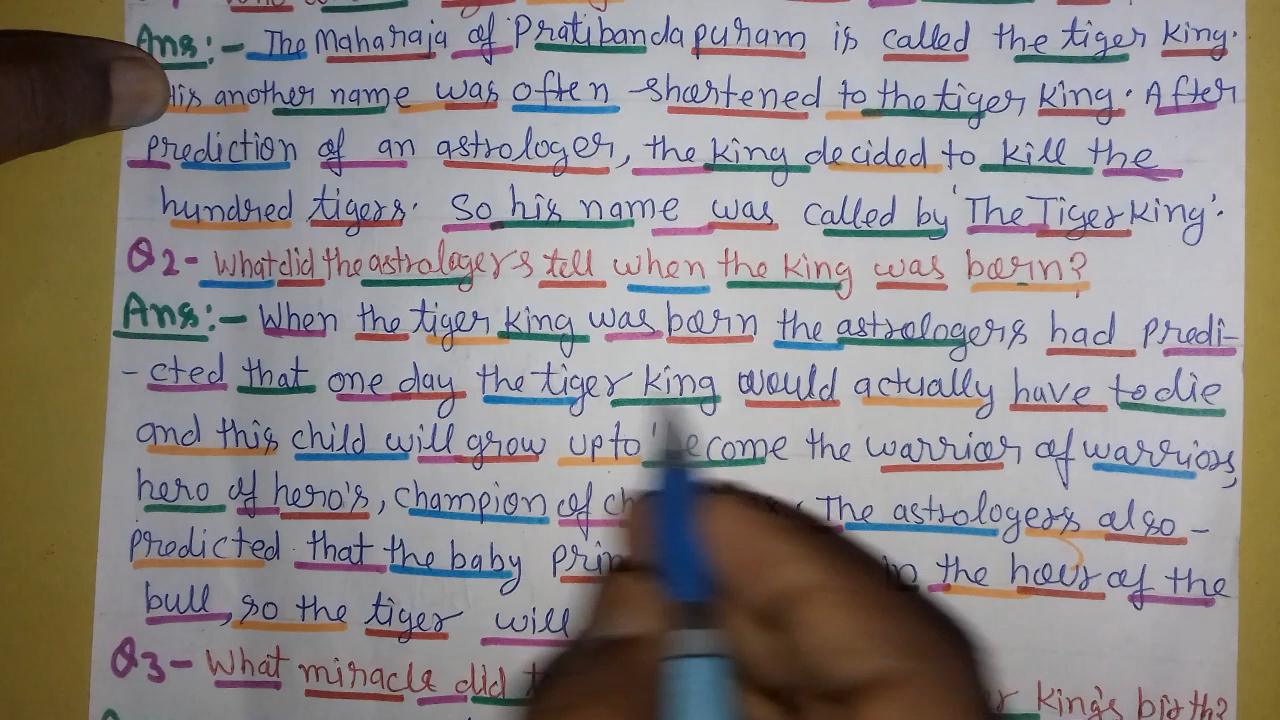 Ans:- The Maharaja of Pratibandapuram is called the tiger king.
His another name was often shortened to the tiger king. After
prediction of an astrologer, the king decided to kill the
hundred tigers. So his name was called by 'The Tiger King'.
Q2- What did the astrologers tell when the king was born?
Ans:- When the tiger king was born the astrologers had predi-
-cted that one day the tiger king would actually have to die
and this child will grow up to become the warrior of warriors,
hero of hero's, champion of The astrologers also-
predicted that the baby the hour of the
bull, so the tiger will
Q3- What miracle did king's birth?